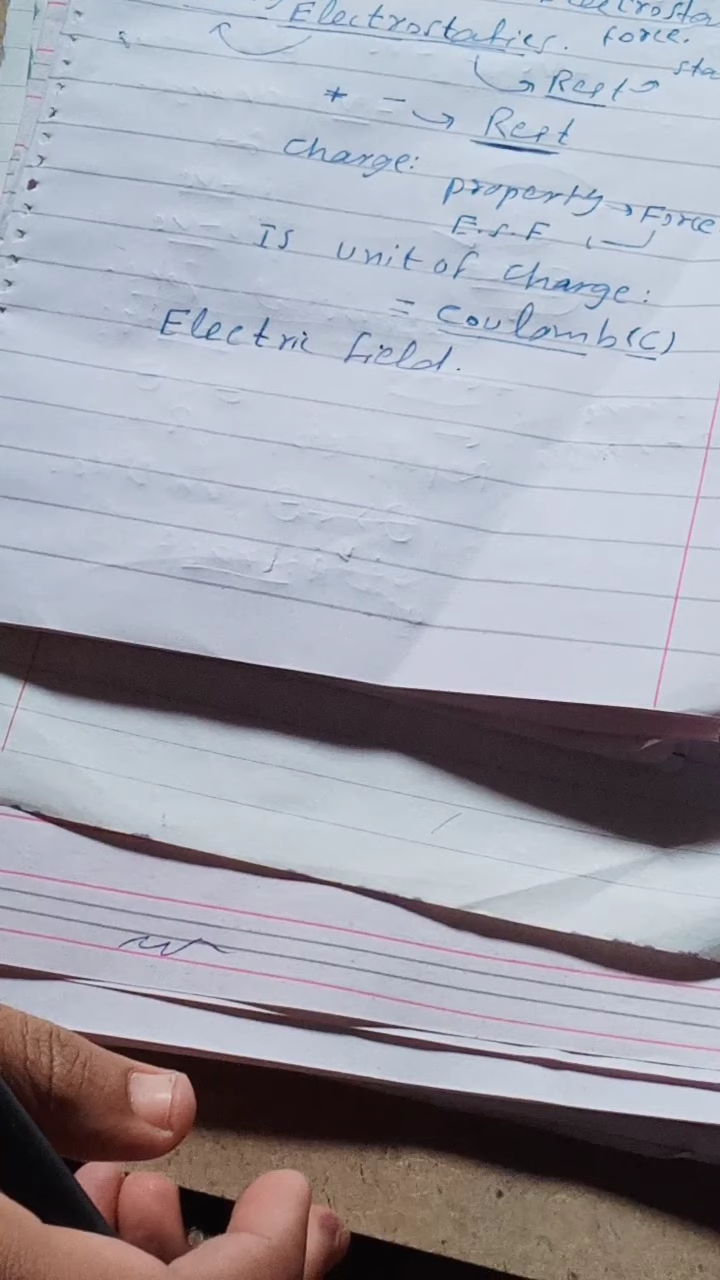 Electrostatics. force.
Rest
+ - → Rest
Charge:
property → Force
E.S.F
IS unit of charge:
= coulomb(c)
Electric field.